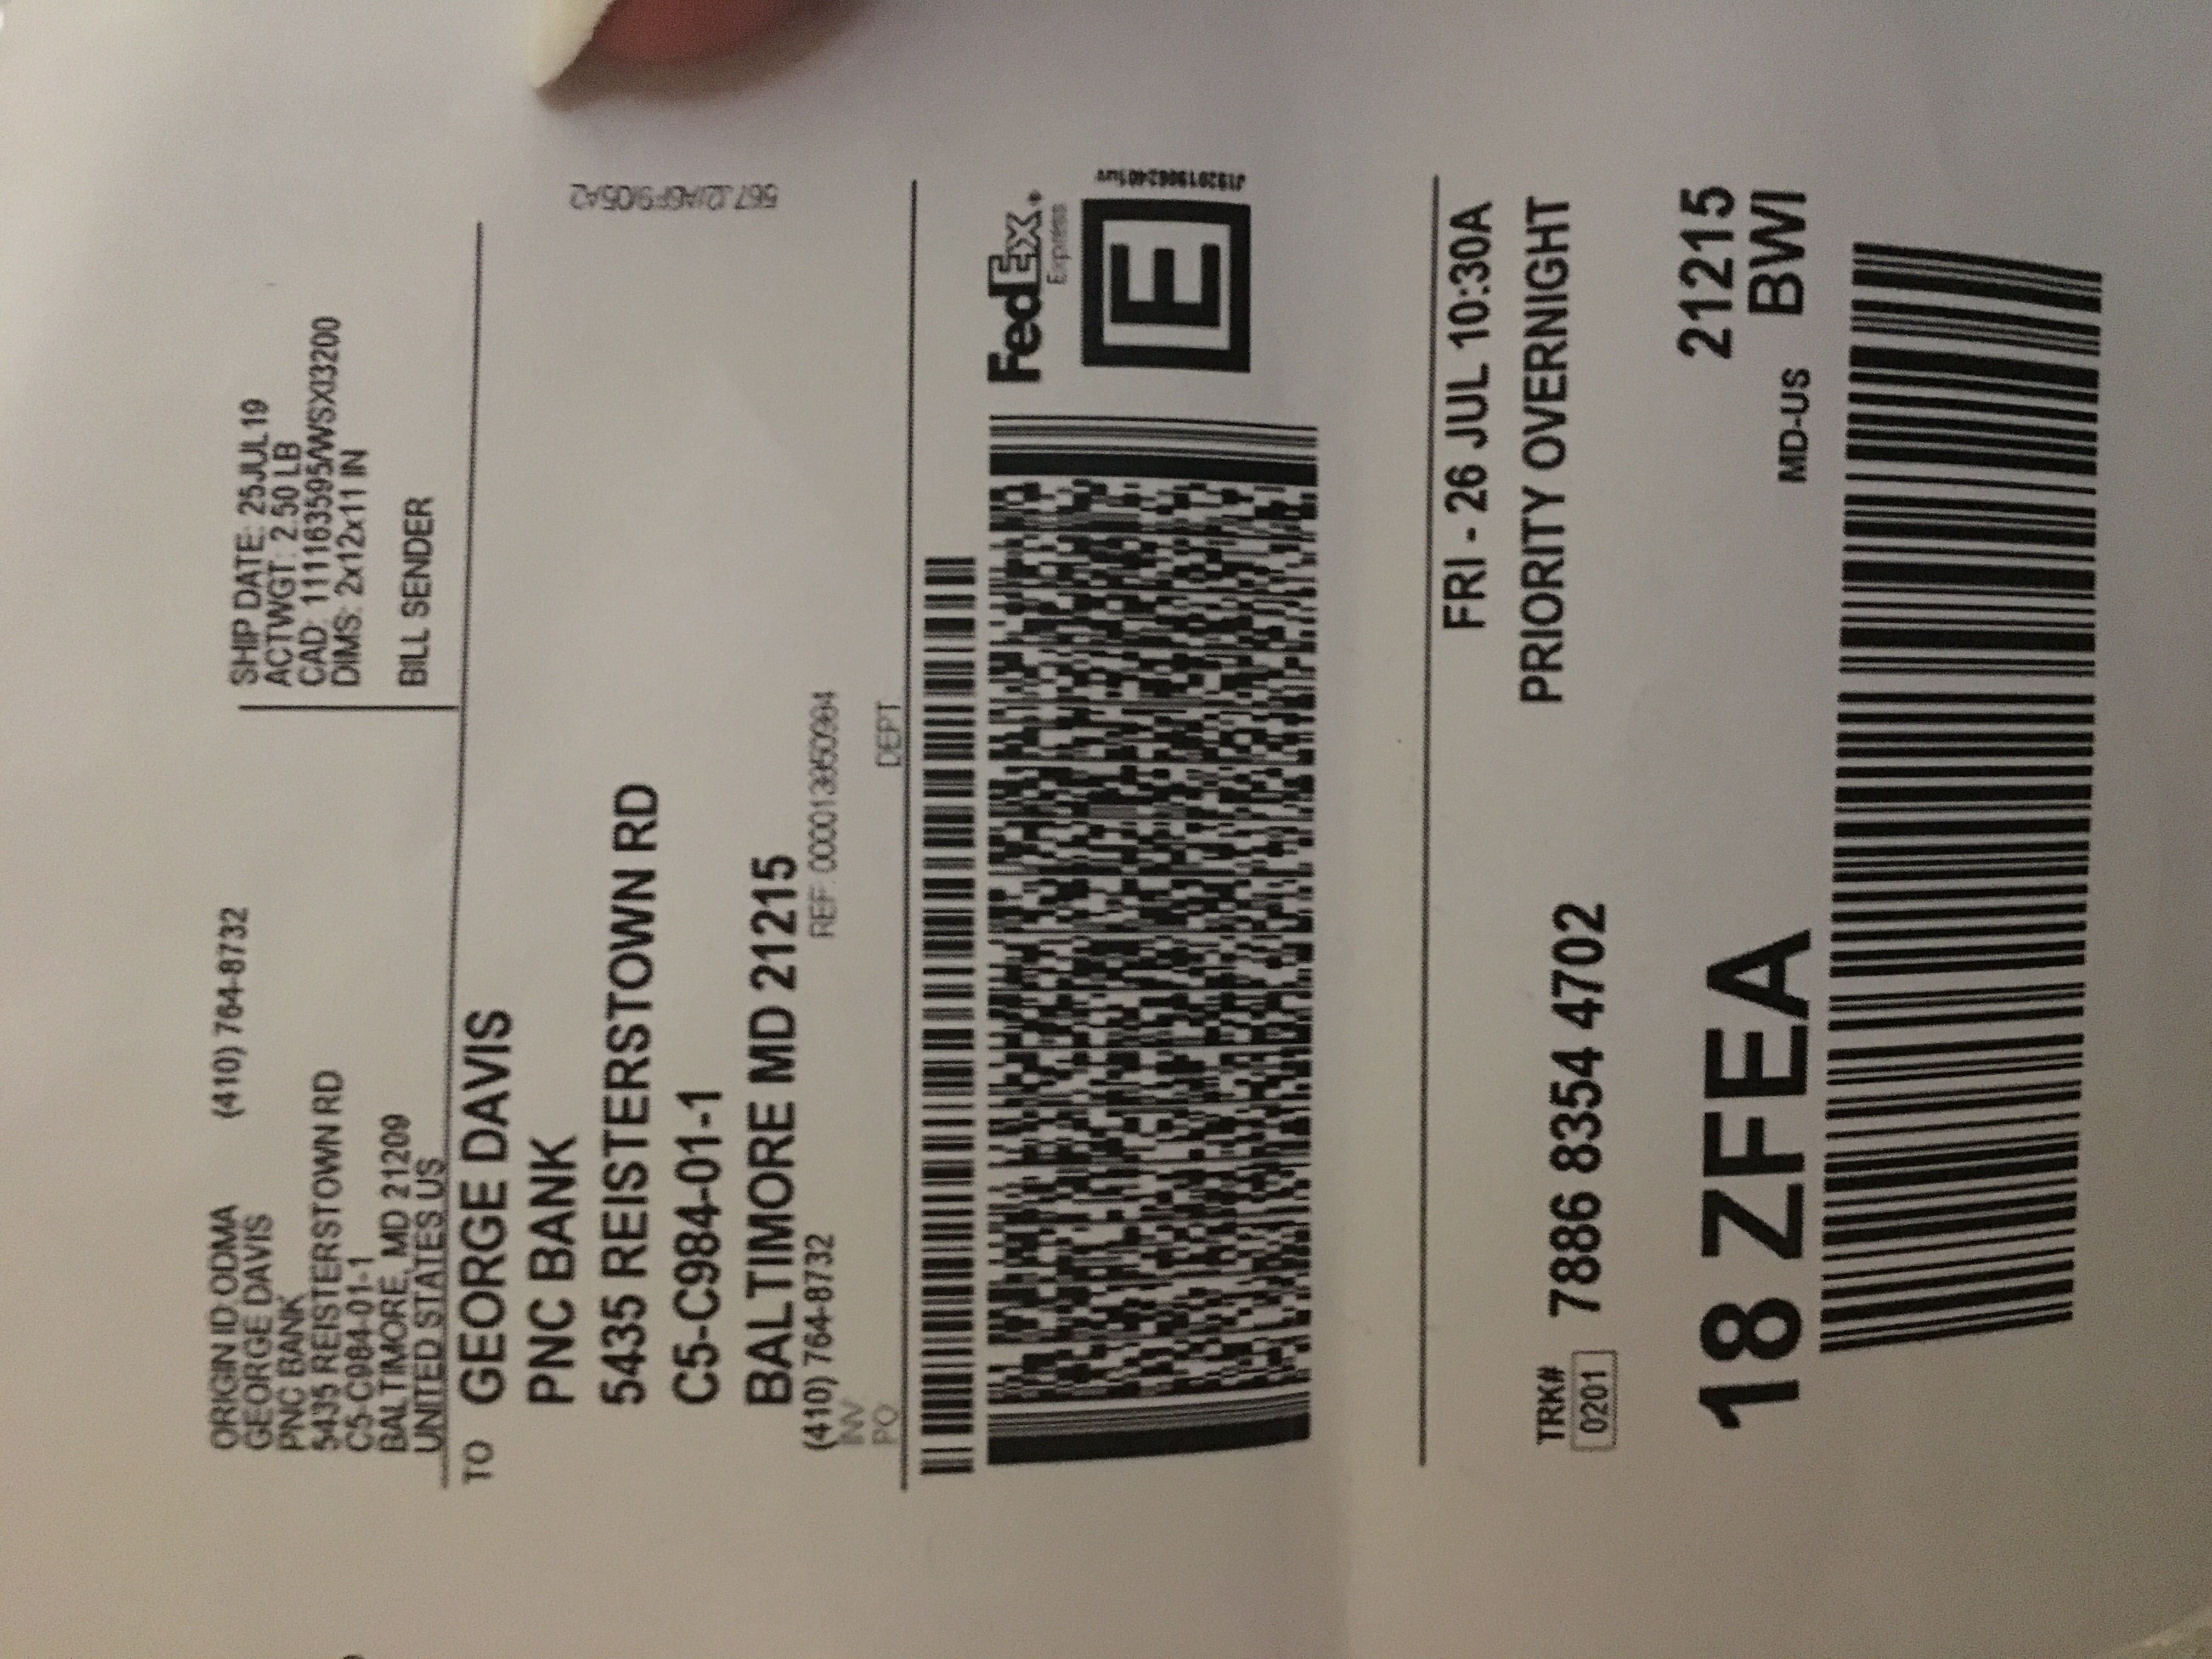 ORIGIN ID:ODMA (410) 764-8732
GEORGE DAVIS
PNC BANK
5435 REISTERSTOWN RD
C5-C984-01-1
BALTIMORE, MD 21209
UNITED STATES US
SHIP DATE: 25JUL19
ACTWGT: 2.50 LB
CAD: 111163595/WSXI3200
DIMS: 2x12x11 IN
BILL SENDER
TO GEORGE DAVIS
PNC BANK
5435 REISTERSTOWN RD
C5-C984-01-1
BALTIMORE MD 21215
(410) 764-8732
REF:
INV
PO
DEPT
FedEx
Express
E
FRI - 26 JUL 10:30A
PRIORITY OVERNIGHT
TRK# 7886 8354 4702
0201
18 ZFEA
21215
MD-US BWI